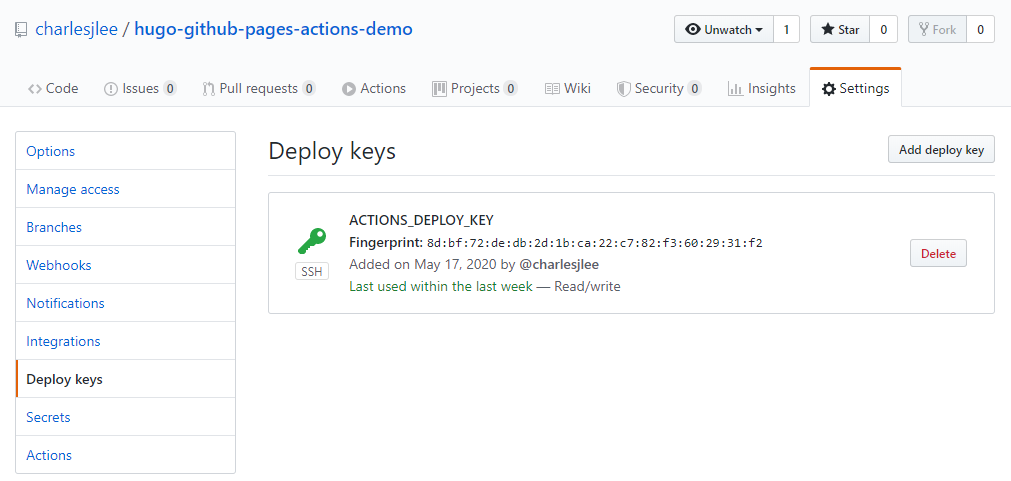 charlesjlee / hugo-github-pages-actions-demo
Unwatch 1 Star 0 Fork 0
Code Issues 0 Pull requests 0 Actions Projects 0 Wiki Security 0 Insights Settings
Options
Manage access
Branches
Webhooks
Notifications
Integrations
Deploy keys
Secrets
Actions
Deploy keys
Add deploy key
SSH
ACTIONS_DEPLOY_KEY
Fingerprint: 8d:bf:72:de:db:2d:1b:ca:22:c7:82:f3:60:29:31:f2
Added on May 17, 2020 by @charlesjlee
Last used within the last week — Read/write
Delete